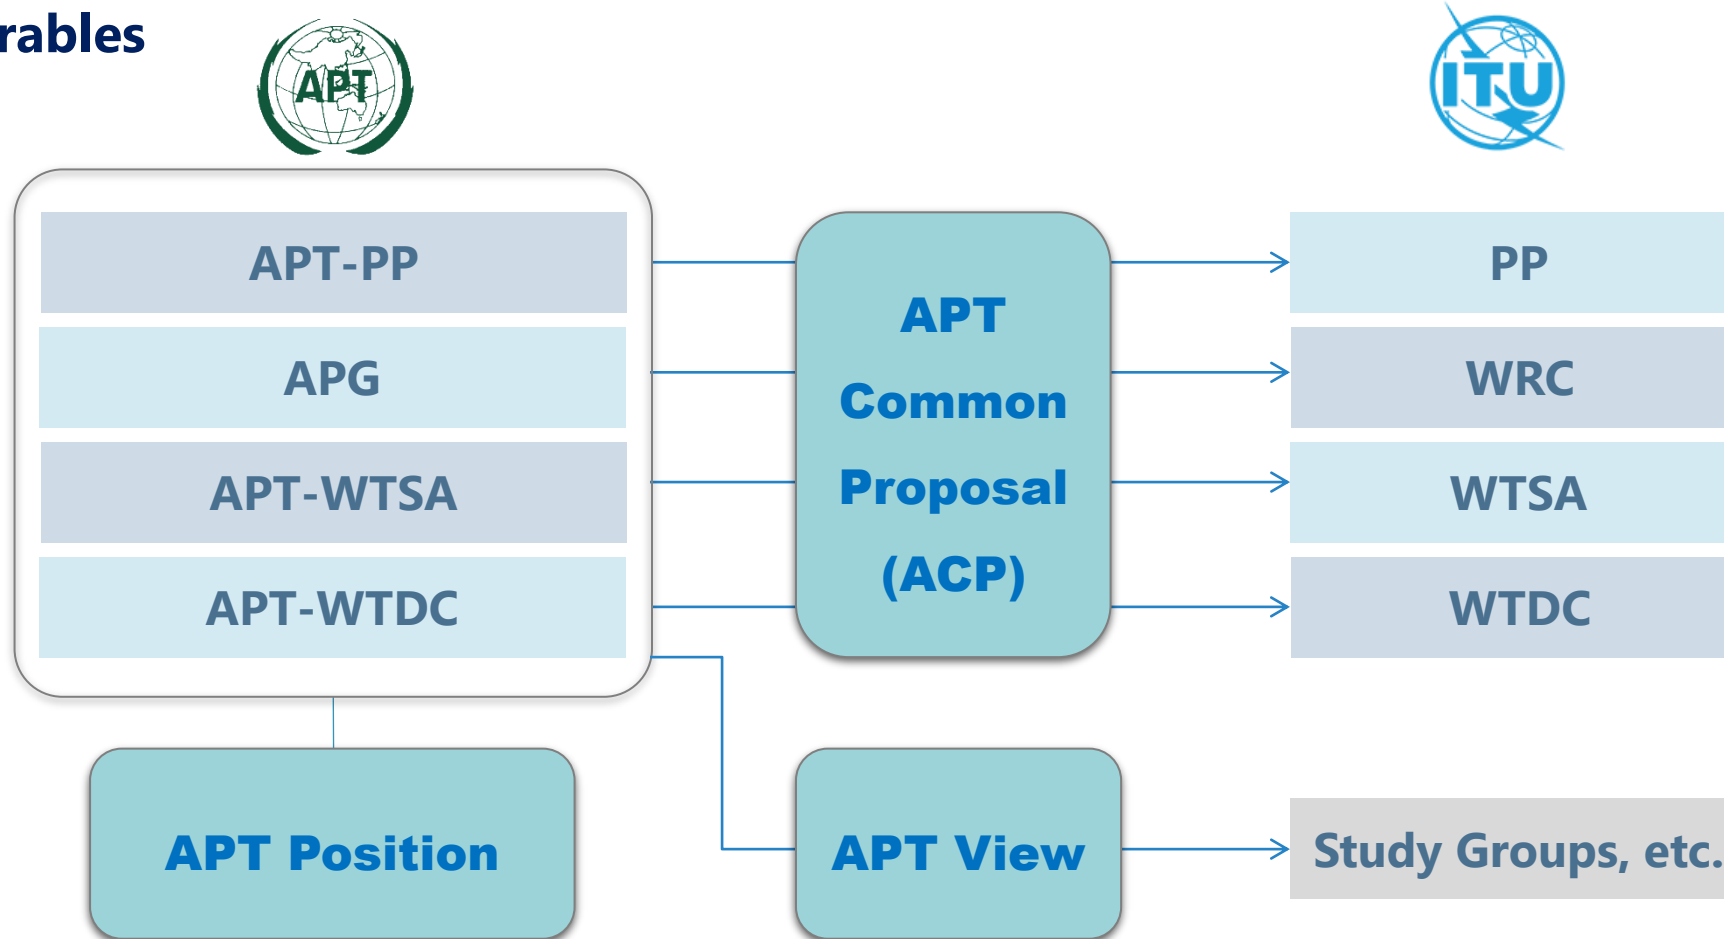 rables
APT
ITU
APT-PP
APG
APT-WTSA
APT-WTDC
APT
Common
Proposal
(ACP)
PP
WRC
WTSA
WTDC
APT Position
APT View
Study Groups, etc.